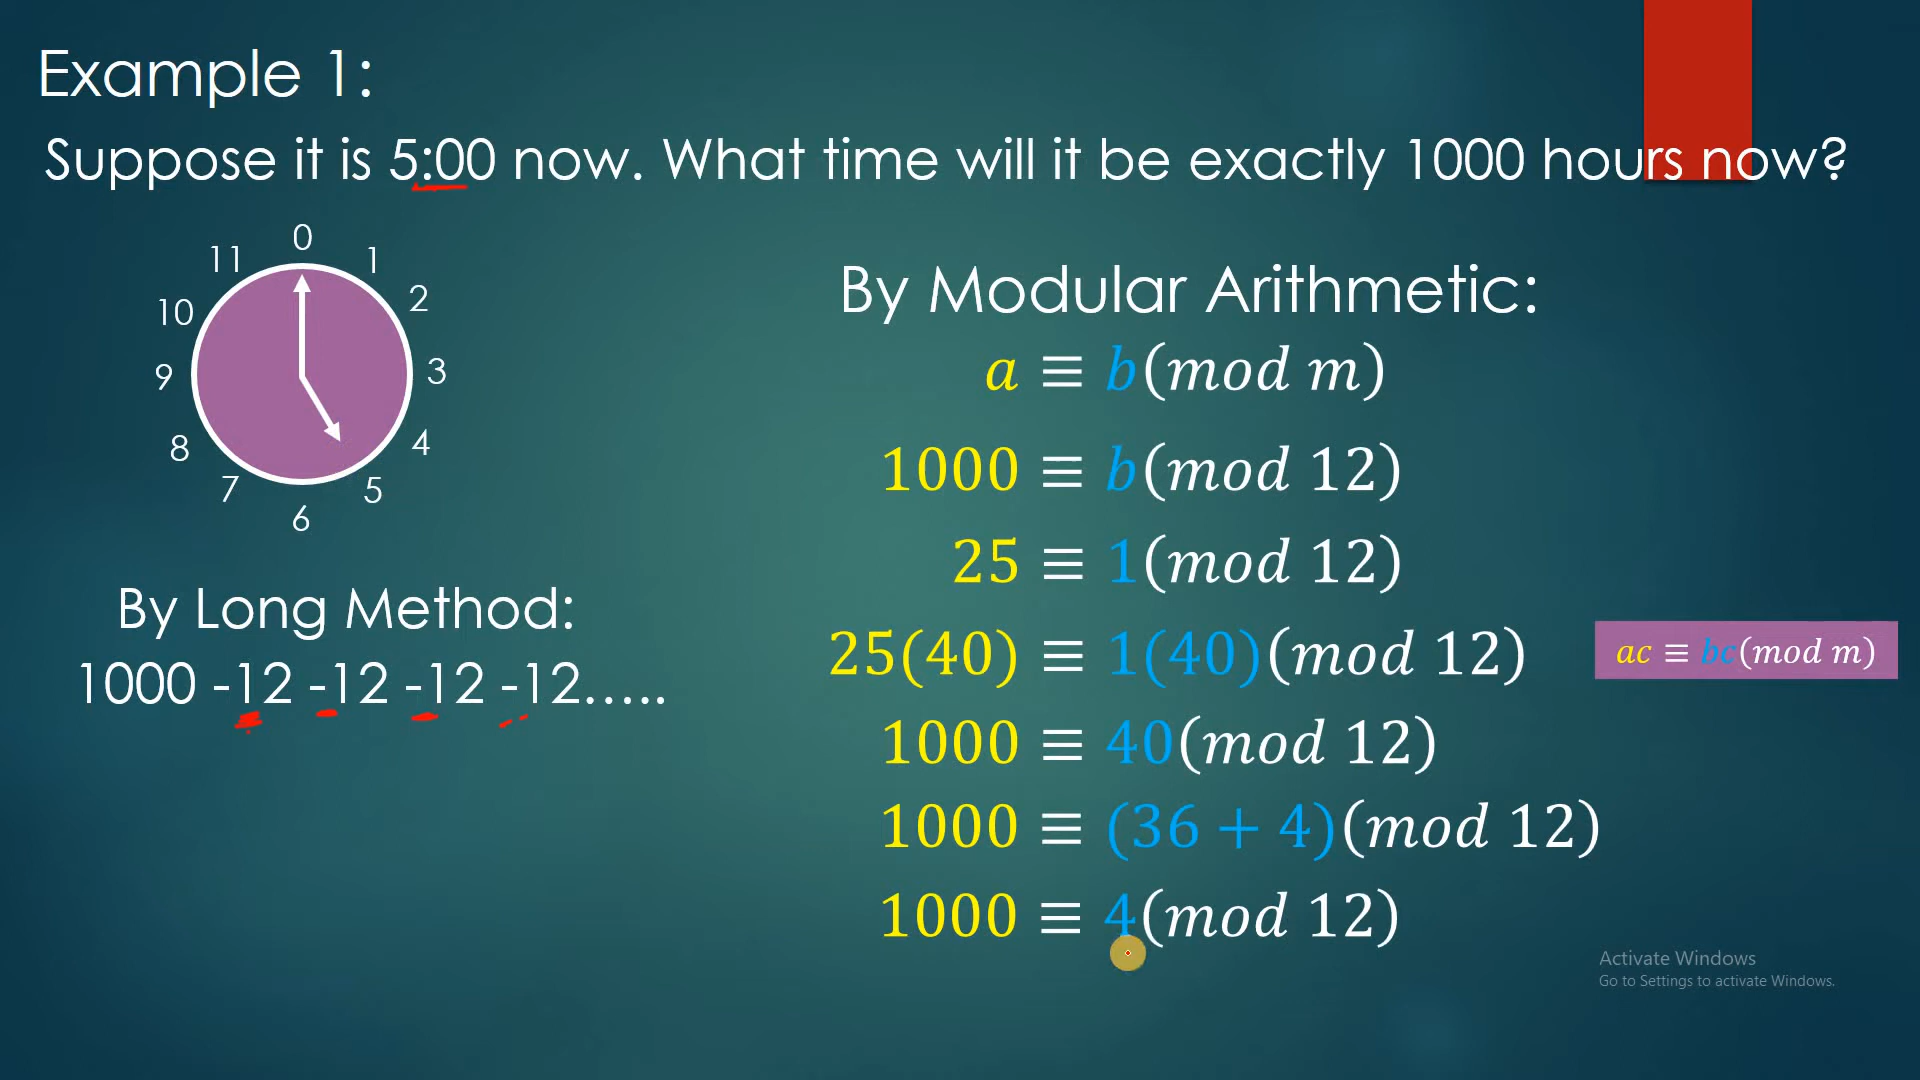 Example 1:
Suppose it is 5:00 now. What time will it be exactly 1000 hours now?
0
1
2
3
4
5
6
7
8
9
10
11
By Long Method:
1000 -12 -12 -12 -12.....
By Modular Arithmetic:
a ≡ b(mod m)
1000 ≡ b(mod 12)
25 ≡ 1(mod 12)
25(40) ≡ 1(40)(mod 12)
ac ≡ bc(mod m)
1000 ≡ 40(mod 12)
1000 ≡ (36 + 4)(mod 12)
1000 ≡ 4(mod 12)
Activate Windows
Go to Settings to activate Windows.